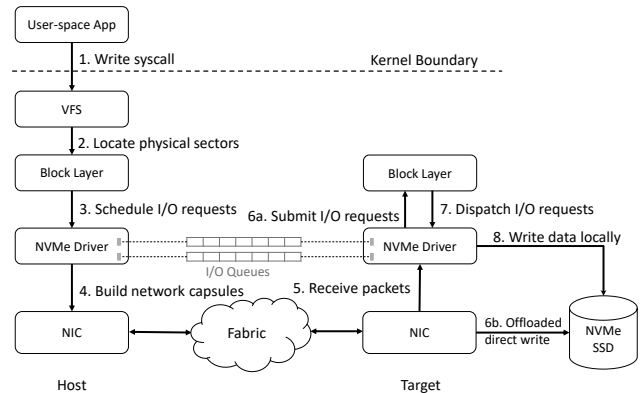 User-space App
1. Write syscall
Kernel Boundary
VFS
2. Locate physical sectors
Block Layer
Block Layer
3. Schedule I/O requests
6a. Submit I/O requests
7. Dispatch I/O requests
NVMe Driver
NVMe Driver
8. Write data locally
I/O Queues
4. Build network capsules
5. Receive packets
NIC
Fabric
NIC
6b. Offloaded
direct write
NVMe
SSD
Host
Target